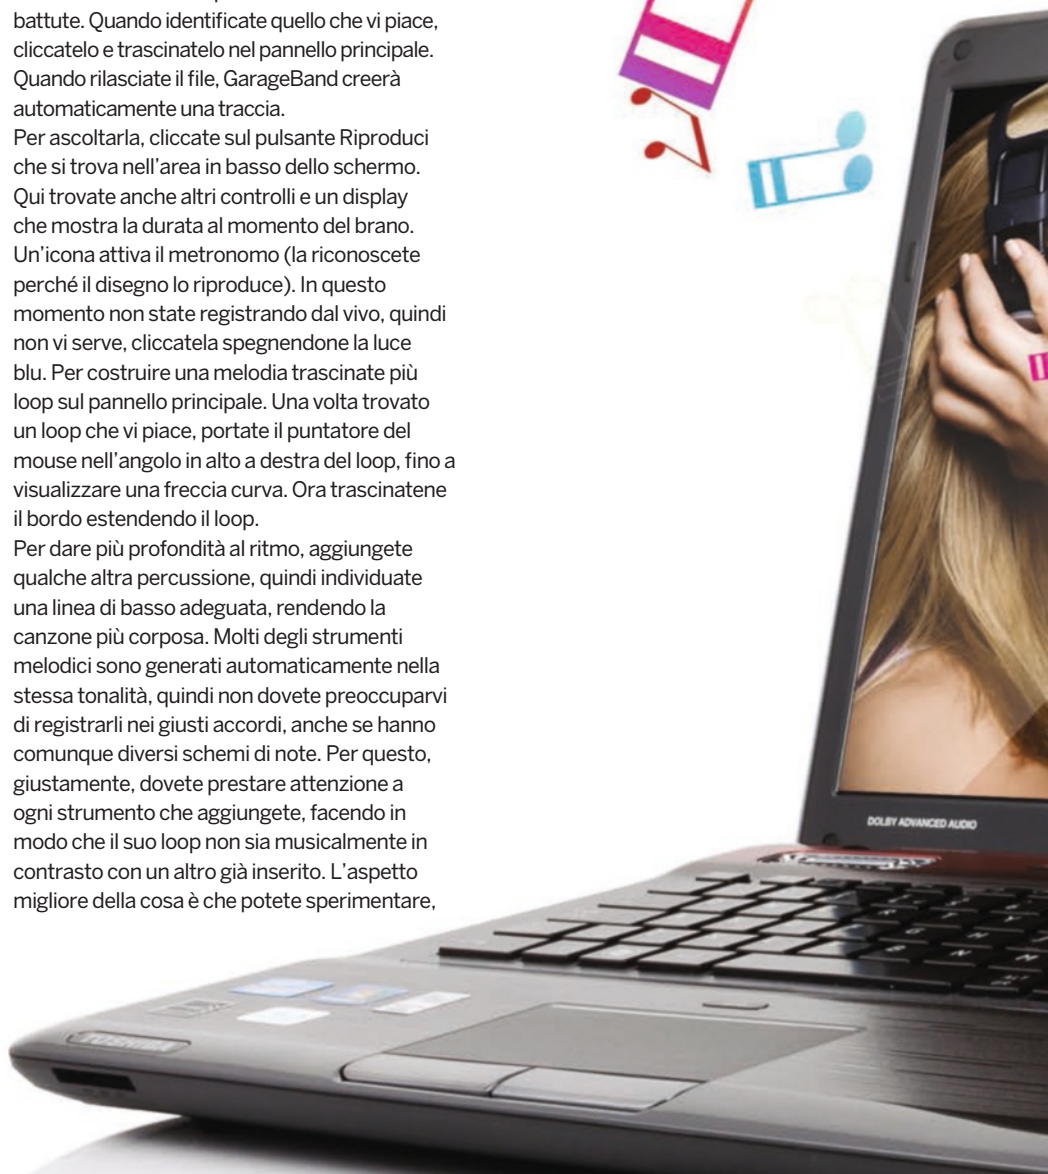 battute. Quando identificate quello che vi piace,
cliccatelo e trascinatelo nel pannello principale.
Quando rilasciate il file, GarageBand creerà
automaticamente una traccia.
Per ascoltarla, cliccate sul pulsante RIproduci
che si trova nell'area in basso dello schermo.
Qui trovate anche altri controlli e un display
che mostra la durata al momento del brano.
Un'icona attiva il metronomo (la riconoscete
perché il disegno lo riproduce). In questo
momento non state registrando dal vivo, quindi
non vi serve, cliccatela spegnendone la luce
blu. Per costruire una melodia trascinate più
loop sul pannello principale. Una volta trovato
un loop che vi piace, portate il puntatore del
mouse nell'angolo in alto a destra del loop, fino a
visualizzare una freccia curva. Ora trascinatene
il bordo estendendo il loop.
Per dare più profondità al ritmo, aggiungete
qualche altra percussione, quindi individuate
una linea di basso adeguata, rendendo la
canzone più corposa. Molti degli strumenti
melodici sono generati automaticamente nella
stessa tonalità, quindi non dovete preoccuparvi
di registrarli nei giusti accordi, anche se hanno
comunque diversi schemi di note. Per questo,
giustamente, dovete prestare attenzione a
ogni strumento che aggiungete, facendo in
modo che il suo loop non sia musicalmente in
contrasto con un altro già inserito. L'aspetto
migliore della cosa è che potete sperimentare,
DOLBY ADVANCED AUDIO
TOSHIBA